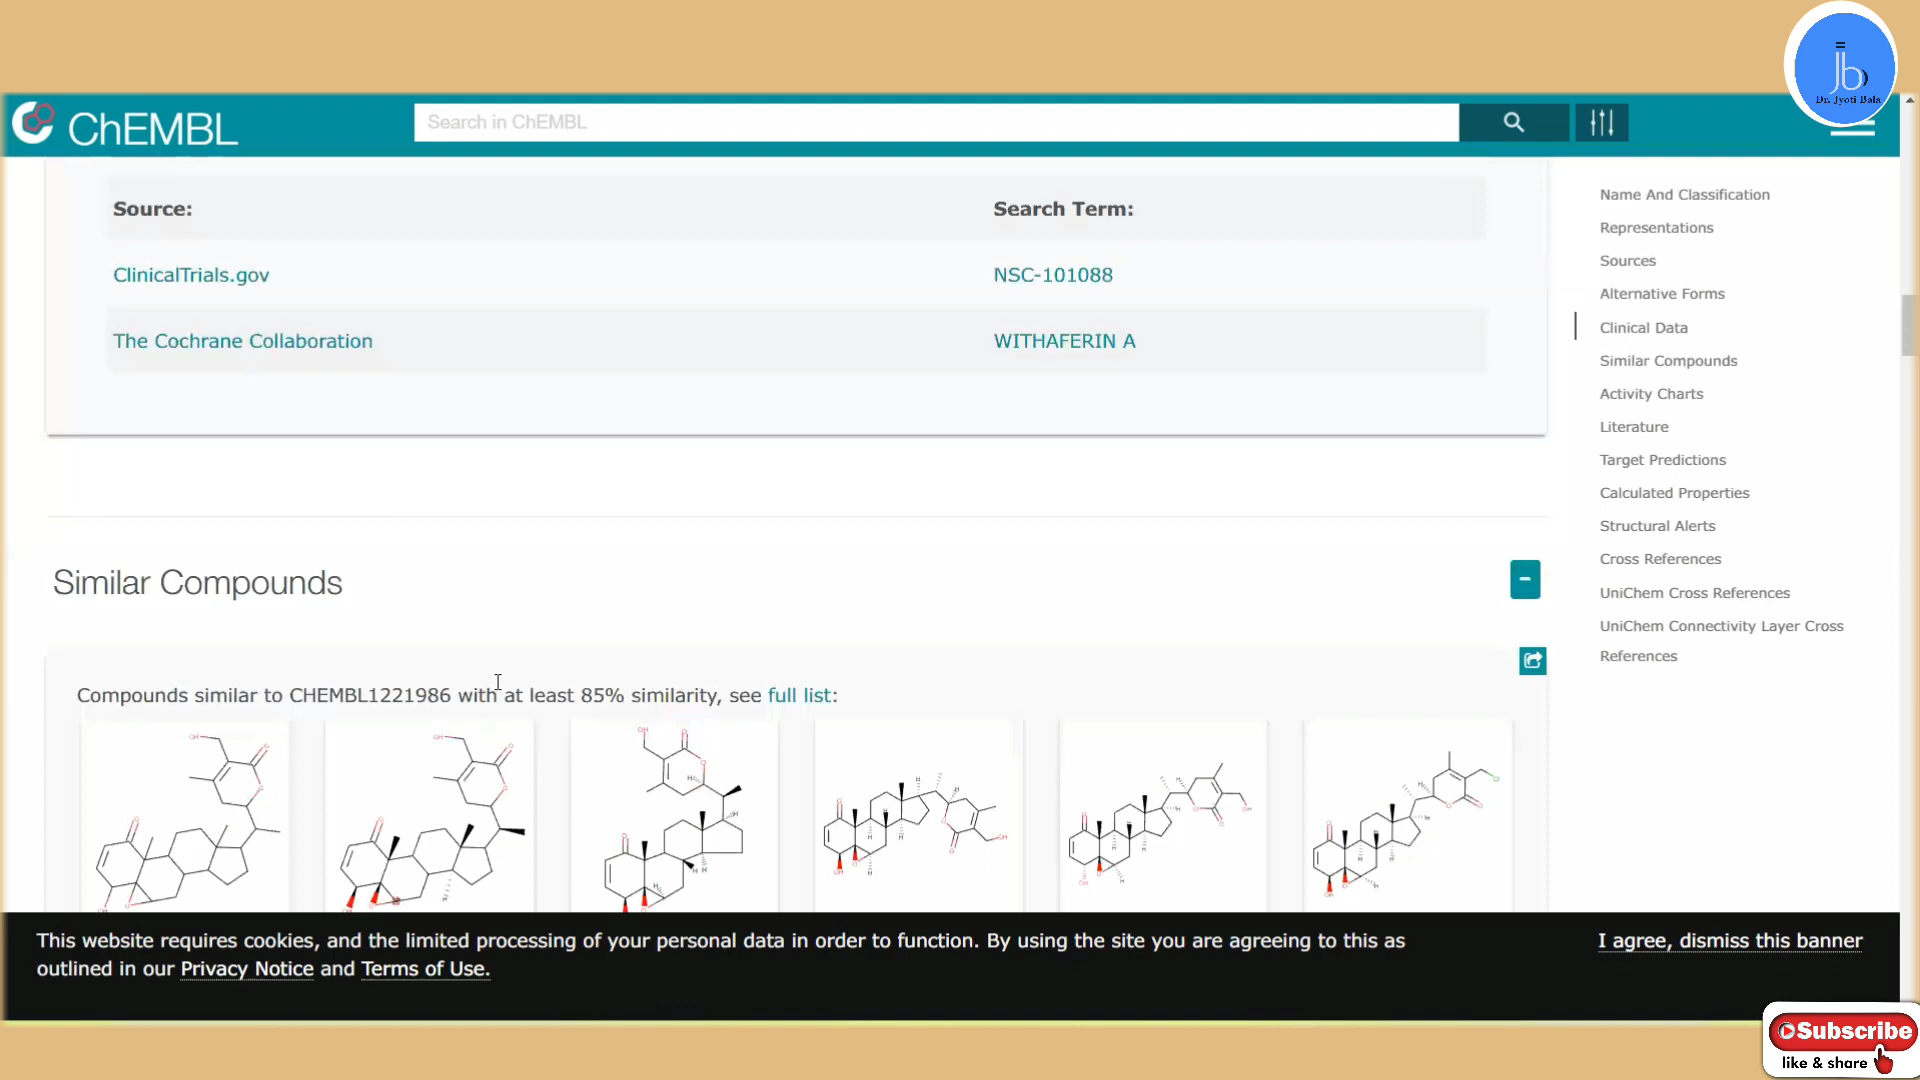 Dr. Jyoti Bala
ChEMBL
Search in ChEMBL
Source:
Search Term:
ClinicalTrials.gov
NSC-101088
The Cochrane Collaboration
WITHAFERIN A
Name And Classification
Representations
Sources
Alternative Forms
Clinical Data
Similar Compounds
Activity Charts
Literature
Target Predictions
Calculated Properties
Structural Alerts
Cross References
UniChem Cross References
UniChem Connectivity Layer Cross
References
Similar Compounds
Compounds similar to CHEMBL1221986 with at least 85% similarity, see full list:
This website requires cookies, and the limited processing of your personal data in order to function. By using the site you are agreeing to this as
outlined in our Privacy Notice and Terms of Use.
I agree, dismiss this banner
Subscribe
like & share